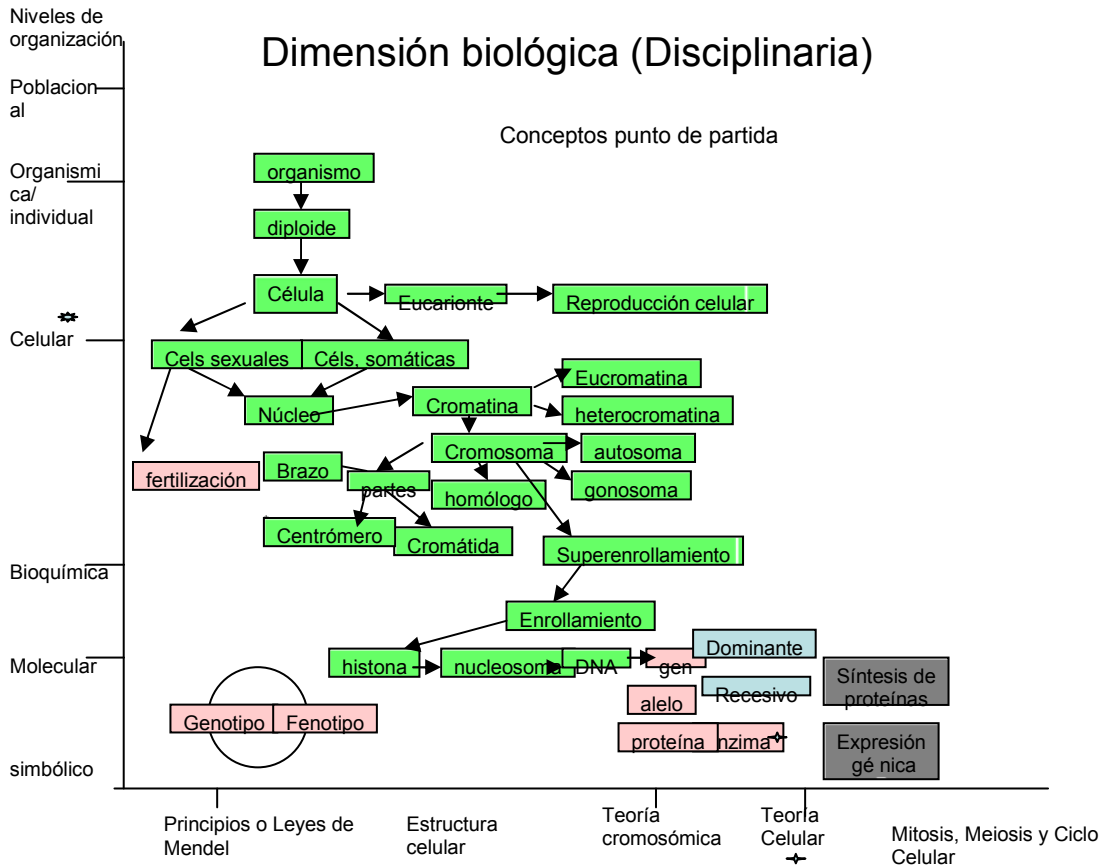 Niveles de
organización
Dimensión biológica (Disciplinaria)
Poblacion
al
Conceptos punto de partida
Organismi
ca/
individual
organismo
diploide
Célula
Eucarionte
Reproducción celular
Celular
Cels sexuales
Céls. somáticas
Eucromatina
Núcleo
Cromatina
heterocromatina
Cromosoma
autosoma
fertilización
Brazo
partes
homólogo
gonosoma
Centrómero
Cromátida
Superenrollamiento
Bioquímica
Enrollamiento
Molecular
histona
nucleosoma
DNA
gen
Dominante
Recesivo
alelo
Síntesis de
proteínas
Genotipo
Fenotipo
proteína
nzima
Expresión
gé nica
simbólico
Principios o Leyes de
Mendel
Estructura
celular
Teoría
cromosómica
Teoría
Celular
Mitosis, Meiosis y Ciclo
Celular